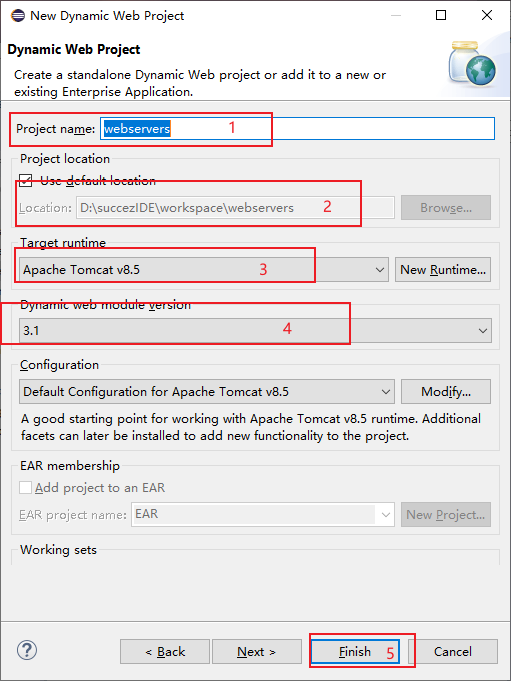 New Dynamic Web Project
Dynamic Web Project
Create a standalone Dynamic Web project or add it to a new or
existing Enterprise Application.
Project name: webservers 1
Project location
Use default location
Location: D:\succezIDE\workspace\webservers 2 Browse...
Target runtime
Apache Tomcat v8.5 3 New Runtime...
Dynamic web module version
3.1 4
Configuration
Default Configuration for Apache Tomcat v8.5 Modify...
A good starting point for working with Apache Tomcat v8.5 runtime. Additional
facets can later be installed to add new functionality to the project.
EAR membership
Add project to an EAR
EAR project name: EAR New Project...
Working sets
? < Back Next > Finish 5 Cancel